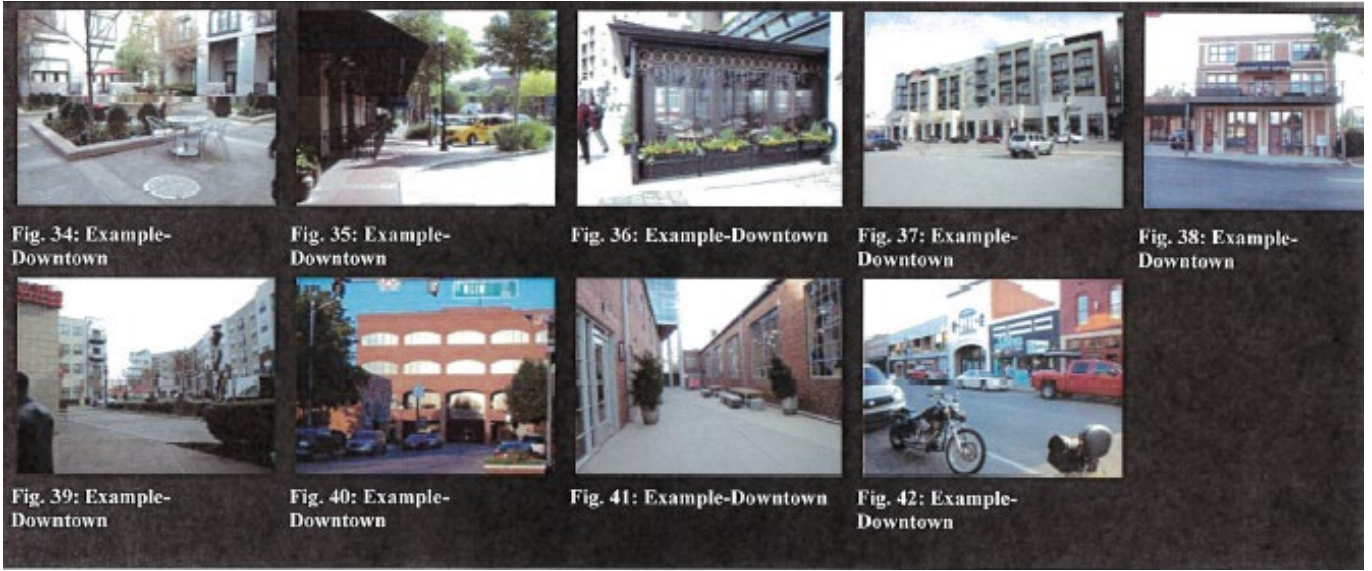 Fig. 34: Example-
Downtown
Fig. 35: Example-
Downtown
Fig. 36: Example-Downtown
Fig. 37: Example-
Downtown
Fig. 38: Example-
Downtown
Fig. 39: Example-
Downtown
Fig. 40: Example-
Downtown
Fig. 41: Example-Downtown
Fig. 42: Example-
Downtown